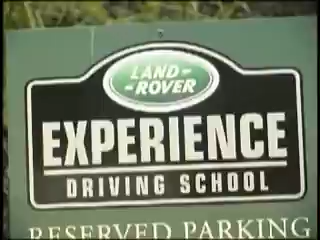 LAND-
-ROVER
EXPERIENCE
DRIVING SCHOOL
RESERVED PARKING